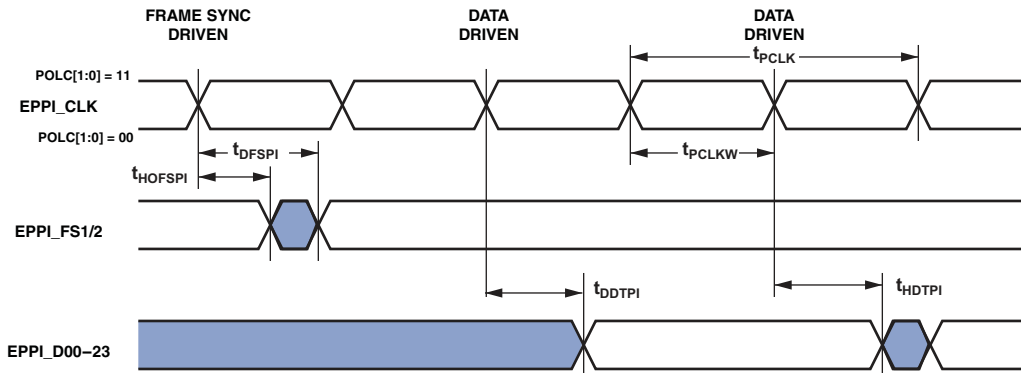 FRAME SYNC
DRIVEN
DATA
DRIVEN
DATA
DRIVEN
tPCLK
POLC[1:0] = 11
EPPI_CLK
POLC[1:0] = 00
tDFSPI
tPCLKW
tHOFSPI
EPPI_FS1/2
tDDTPI
tHDTPI
EPPI_D00–23